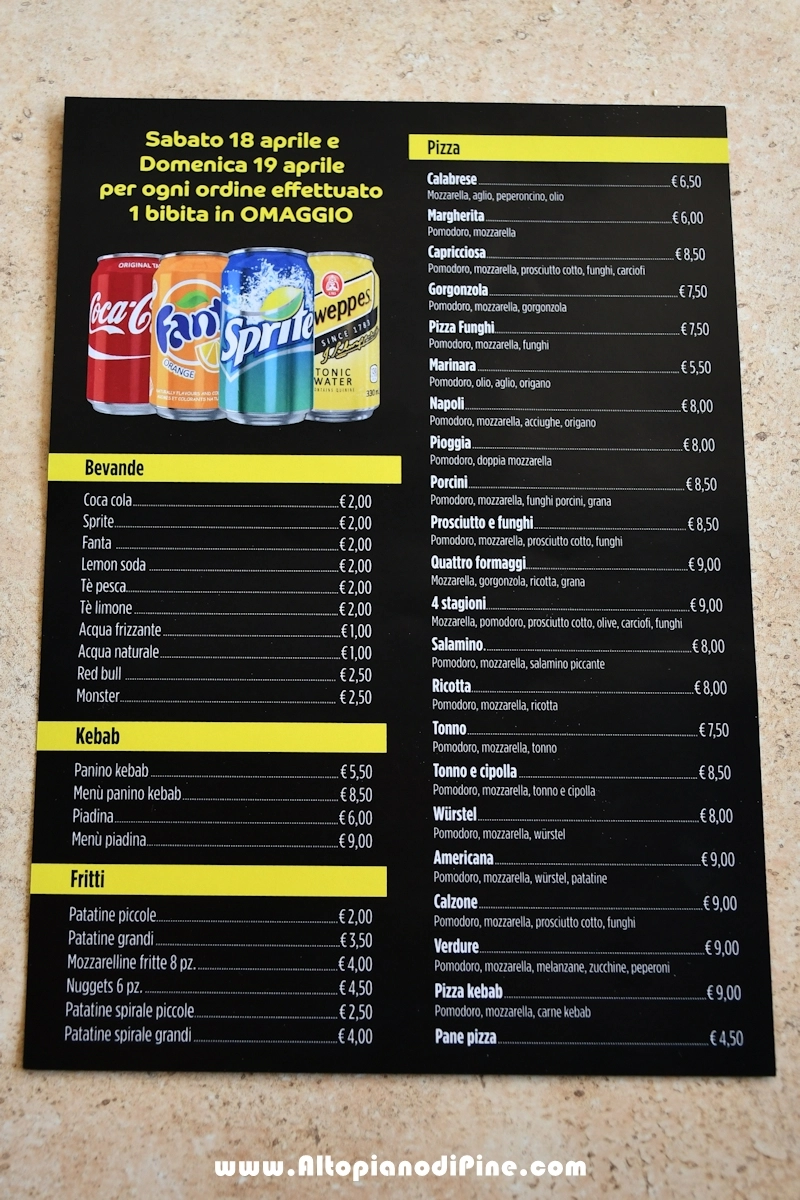 Sabato 18 aprile e
Domenica 19 aprile
per ogni ordine effettuato
1 bibita in OMAGGIO
ORIGINAL TA
Coca-C
Fant
ORANGE
Sprite
weppes
SINCE 1783
TONIC
WATER
Bevande
Coca cola € 2,00
Sprite € 2,00
Fanta € 2,00
Lemon soda € 2,00
Tè pesca € 2,00
Tè limone € 2,00
Acqua frizzante € 1,00
Acqua naturale € 1,00
Red bull € 2,50
Monster € 2,50
Kebab
Panino kebab € 5,50
Menù panino kebab € 8,50
Piadina € 6,00
Menù piadina € 9,00
Fritti
Patatine piccole € 2,00
Patatine grandi € 3,50
Mozzarelline fritte 8 pz. € 4,00
Nuggets 6 pz. € 4,50
Patatine spirale piccole € 2,50
Patatine spirale grandi € 4,00
Pizza
Calabrese € 6,50
Mozzarella, aglio, peperoncino, olio
Margherita € 6,00
Pomodoro, mozzarella
Capricciosa € 8,50
Pomodoro, mozzarella, prosciutto cotto, funghi, carciofi
Gorgonzola € 7,50
Pomodoro, mozzarella, gorgonzola
Pizza Funghi € 7,50
Pomodoro, mozzarella, funghi
Marinara € 5,50
Pomodoro, olio, aglio, origano
Napoli € 8,00
Pomodoro, mozzarella, acciughe, origano
Pioggia € 8,00
Pomodoro, doppia mozzarella
Porcini € 8,50
Pomodoro, mozzarella, funghi porcini, grana
Prosciutto e funghi € 8,50
Pomodoro, mozzarella, prosciutto cotto, funghi
Quattro formaggi € 9,00
Mozzarella, gorgonzola, ricotta, grana
4 stagioni € 9,00
Mozzarella, pomodoro, prosciutto cotto, olive, carciofi, funghi
Salamino € 8,00
Pomodoro, mozzarella, salamino piccante
Ricotta € 8,00
Pomodoro, mozzarella, ricotta
Tonno € 7,50
Pomodoro, mozzarella, tonno
Tonno e cipolla € 8,50
Pomodoro, mozzarella, tonno e cipolla
Würstel € 8,00
Pomodoro, mozzarella, würstel
Americana € 9,00
Pomodoro, mozzarella, würstel, patatine
Calzone € 9,00
Pomodoro, mozzarella, prosciutto cotto, funghi
Verdure € 9,00
Pomodoro, mozzarella, melanzane, zucchine, peperoni
Pizza kebab € 9,00
Pomodoro, mozzarella, carne kebab
Pane pizza € 4,50
www.AltopianodiPine.com